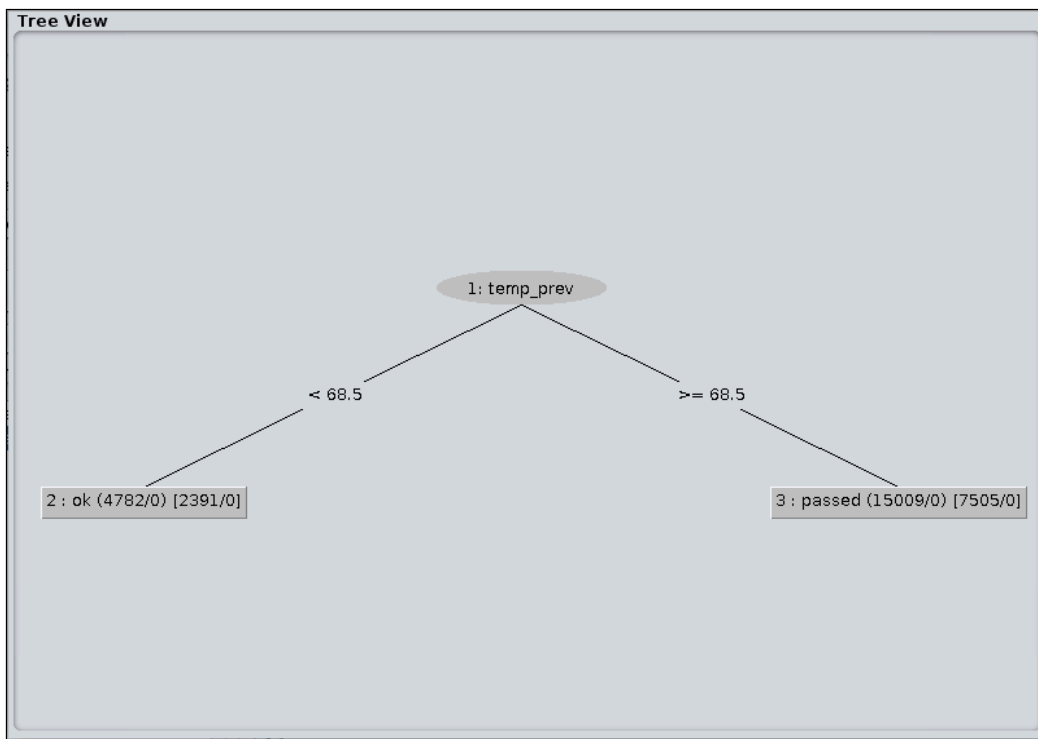 Tree View
1: temp_prev
< 68.5
>= 68.5
2 : ok (4782/0) [2391/0]
3 : passed (15009/0) [7505/0]